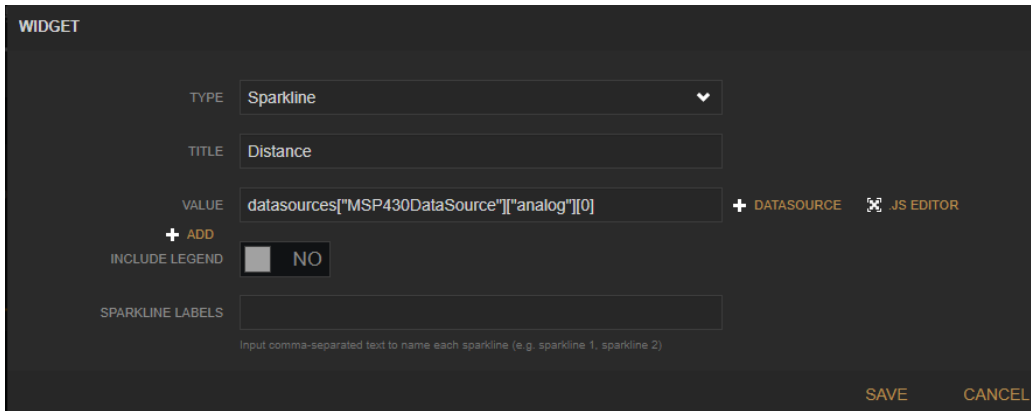 WIDGET
TYPE Sparkline
TITLE Distance
VALUE datasources["MSP430DataSource"]["analog"][0] DATASOURCE .JS EDITOR
ADD
INCLUDE LEGEND NO
SPARKLINE LABELS
Input comma-separated text to name each sparkline (e.g. sparkline 1, sparkline 2)
SAVE CANCEL